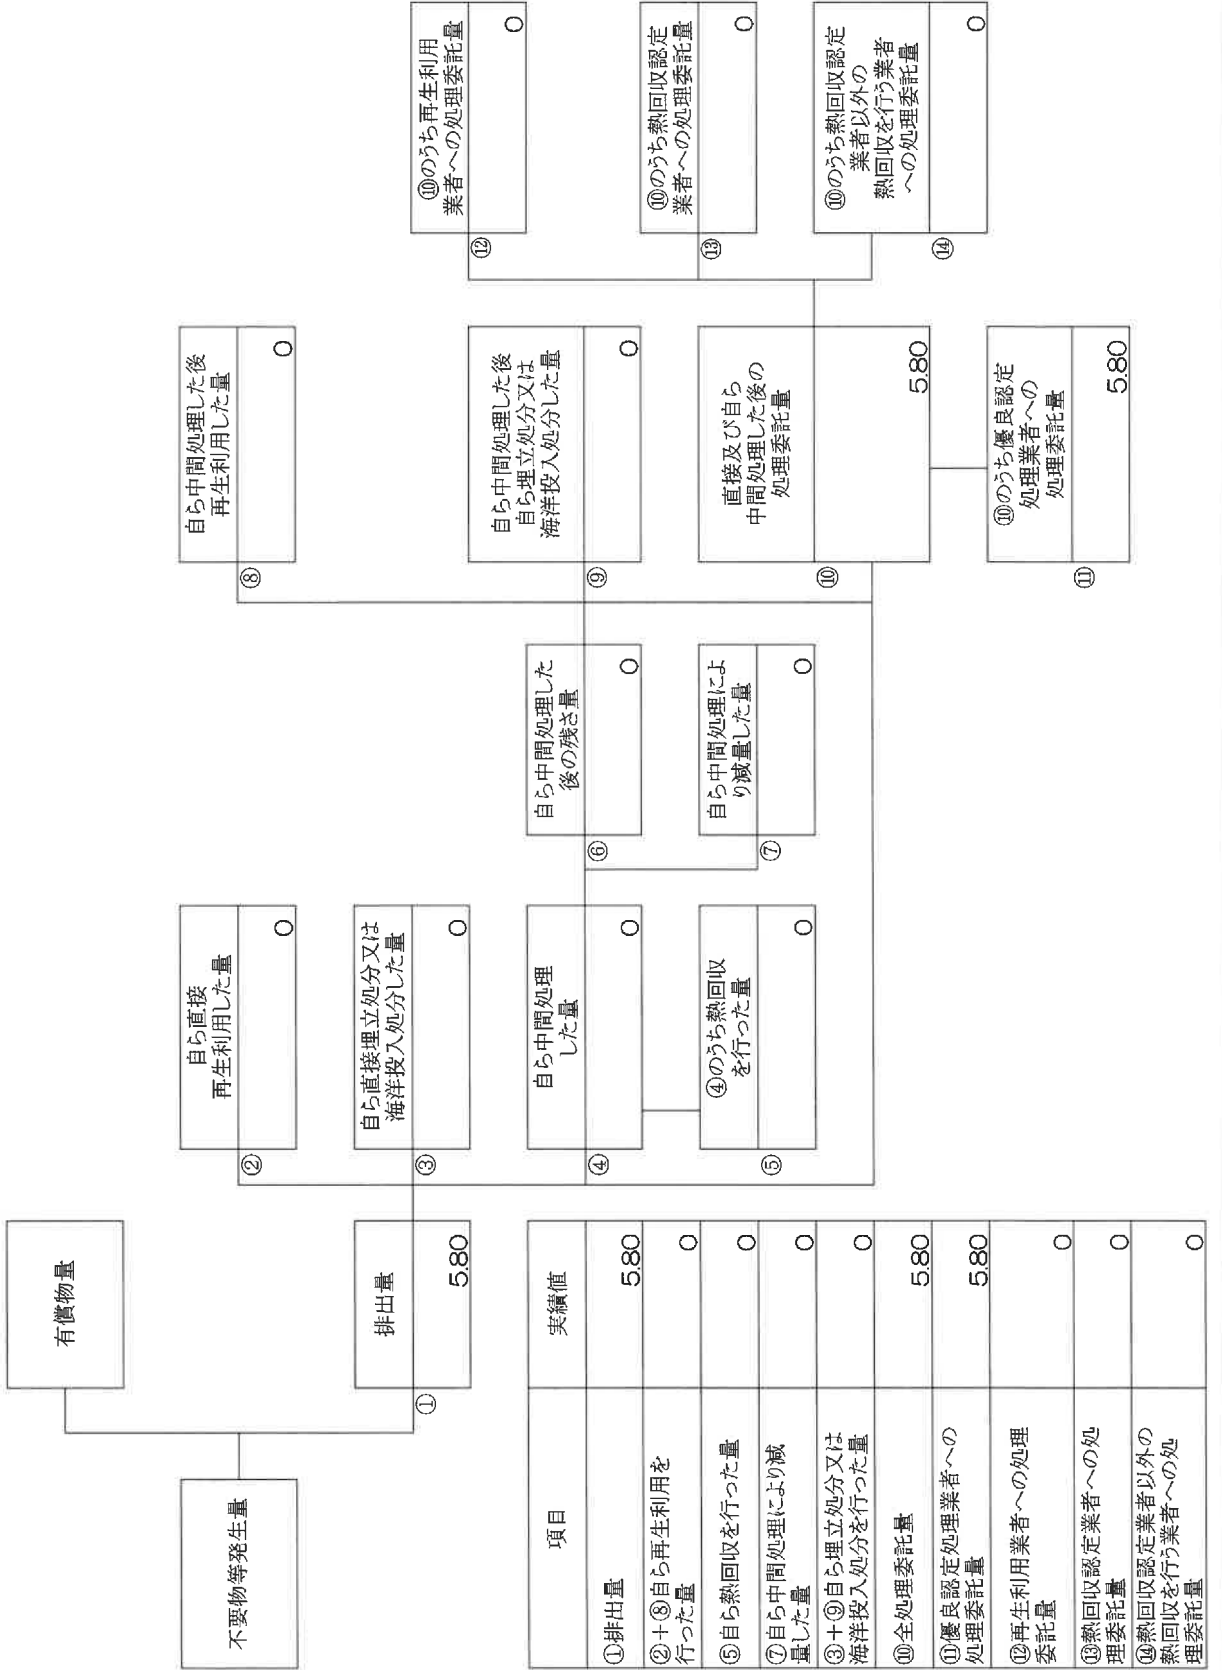 不要物等発生量
有償物量
排出量
①
5.80
自ら直接
再生利用した量
②
0
自ら直接埋立処分又は
海洋投入処分した量
③
0
自ら中間処理
した量
④
0
④のうち熱回収
を行った量
⑤
0
自ら中間処理した
後の残さ量
⑥
0
自ら中間処理によ
り減量した量
⑦
0
自ら中間処理した後
再生利用した量
⑧
0
自ら中間処理した後
自ら埋立処分又は
海洋投入処分した量
⑨
0
直接及び自ら
中間処理した後の
処理委託量
⑩
5.80
⑩のうち優良認定
処理業者への
処理委託量
⑪
5.80
⑩のうち再生利用
業者への処理委託量
⑫
0
⑩のうち熱回収認定
業者への処理委託量
⑬
0
⑩のうち熱回収認定
業者以外の
熱回収を行う業者
への処理委託量
⑭
0
項目 実績値
①排出量 5.80
②+⑧自ら再生利用を
行った量 0
⑤自ら熱回収を行った量 0
⑦自ら中間処理により減
量した量 0
③+⑨自ら埋立処分又は
海洋投入処分を行った量 0
⑩全処理委託量 5.80
⑪優良認定処理業者への
処理委託量 5.80
⑫再生利用業者への処理
委託量 0
⑬熱回収認定業者への処
理委託量 0
⑭熱回収認定業者以外の
熱回収を行う業者への処
理委託量 0